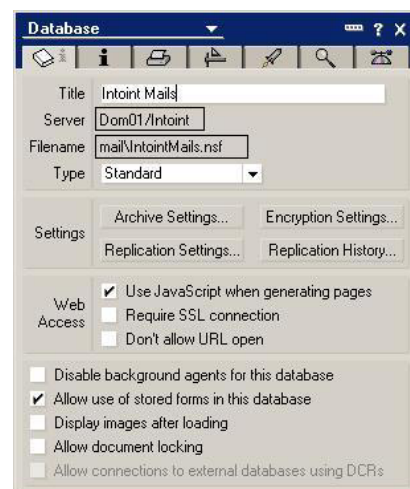 Database
? X
i i
Title Intoint Mails
Server Dom01/Intoint
Filename mail\IntointMails.nsf
Type Standard
Settings
Archive Settings... Encryption Settings...
Replication Settings... Replication History...
Web Access
Use JavaScript when generating pages
Require SSL connection
Don't allow URL open
Disable background agents for this database
Allow use of stored forms in this database
Display images after loading
Allow document locking
Allow connections to external databases using DCRs